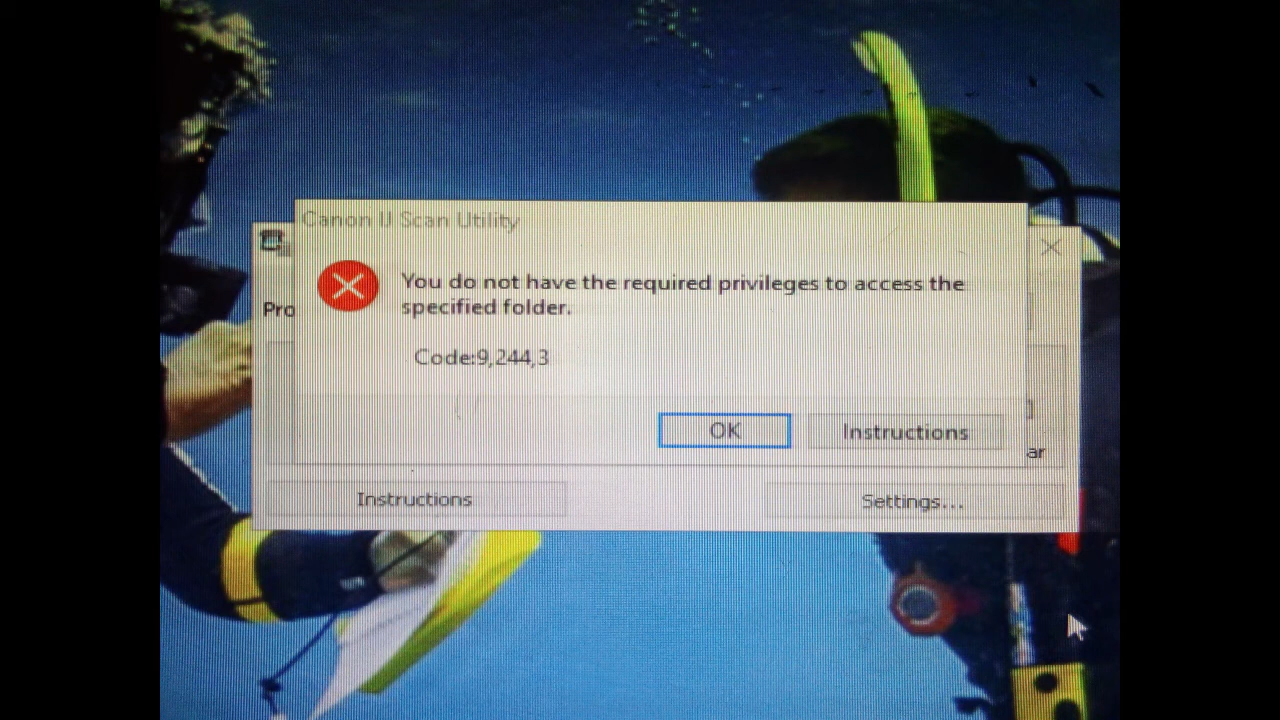 Canon IJ Scan Utility
Pro
You do not have the required privileges to access the
specified folder.
Code:9,244,3
OK
Instructions
ar
Instructions
Settings...